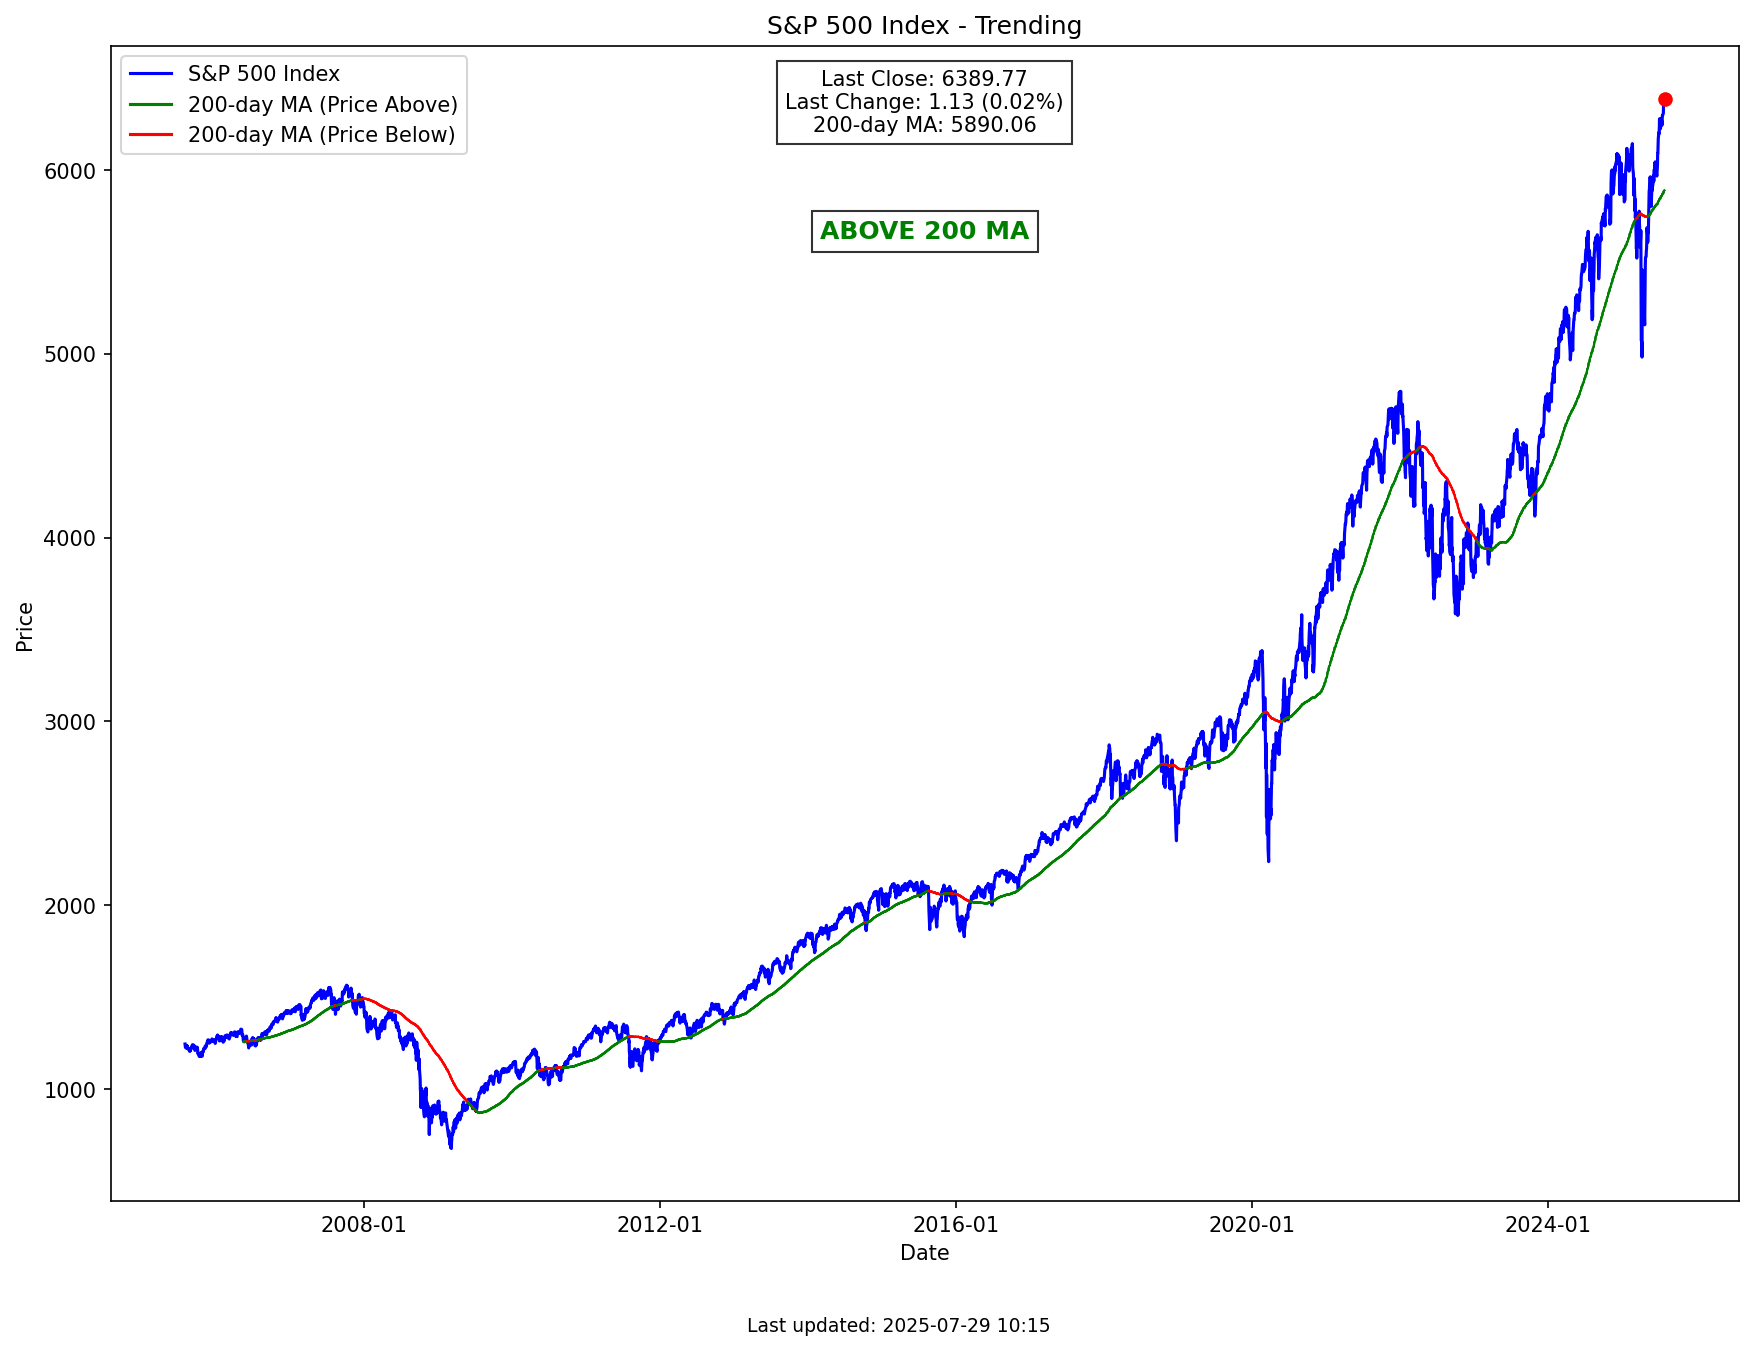 S&P 500 Index - Trending
S&P 500 Index
200-day MA (Price Above)
200-day MA (Price Below)
Last Close: 6389.77
Last Change: 1.13 (0.02%)
200-day MA: 5890.06
ABOVE 200 MA
Price
6000
5000
4000
3000
2000
1000
2008-01
2012-01
2016-01
2020-01
2024-01
Date
Last updated: 2025-07-29 10:15